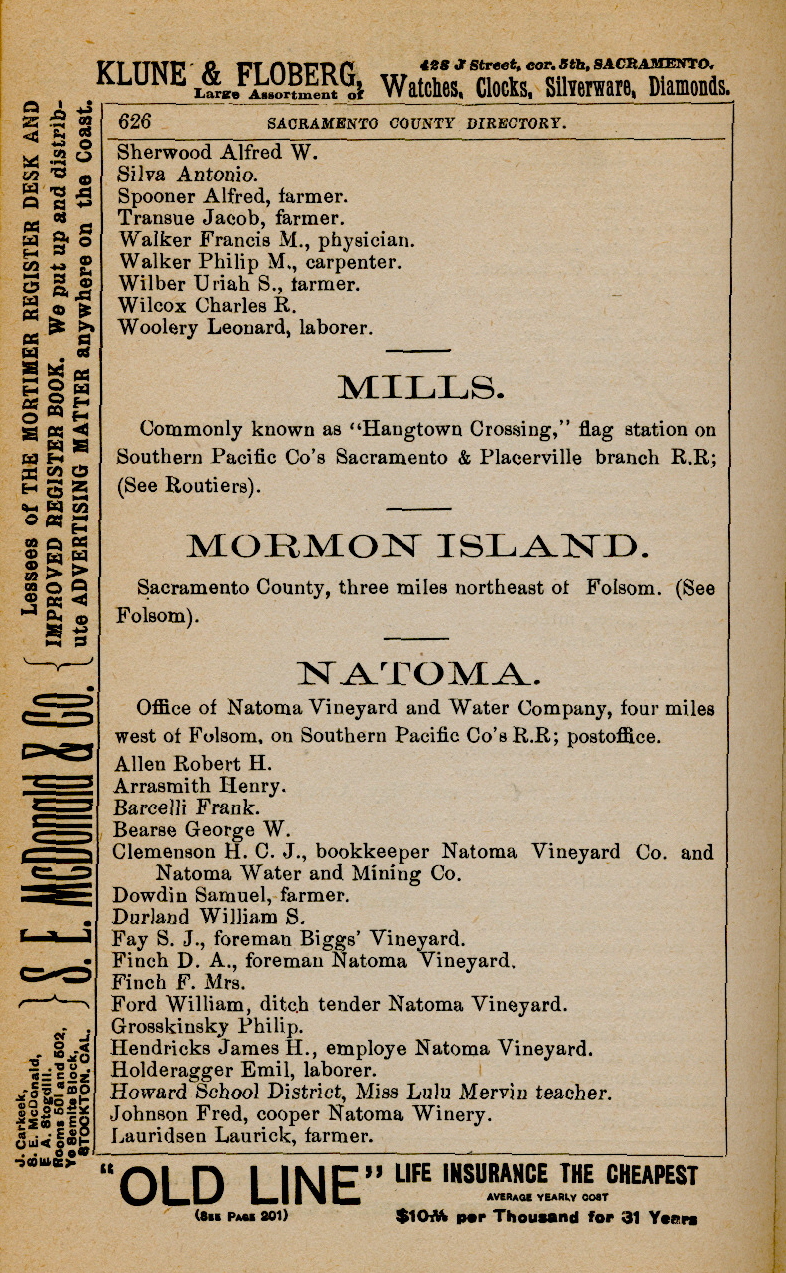 KLUNE & FLOBERG, 428 J Street, cor. 5th, SACRAMENTO.
Large Assortment of Watches, Clocks, Silverware, Diamonds.
626 SACRAMENTO COUNTY DIRECTORY.
Sherwood Alfred W.
Silva Antonio.
Spooner Alfred, farmer.
Transue Jacob, farmer.
Walker Francis M., physician.
Walker Philip M., carpenter.
Wilber Uriah S., farmer.
Wilcox Charles R.
Woolery Leonard, laborer.
MILLS.
Commonly known as "Hangtown Crossing," flag station on
Southern Pacific Co's Sacramento & Placerville branch R.R;
(See Routiers).
MORMON ISLAND.
Sacramento County, three miles northeast of Folsom. (See
Folsom).
NATOMA.
Office of Natoma Vineyard and Water Company, four miles
west of Folsom, on Southern Pacific Co's R.R; postoffice.
Allen Robert H.
Arrasmith Henry.
Barcelli Frank.
Bearse George W.
Clemenson H. C. J., bookkeeper Natoma Vineyard Co. and
Natoma Water and Mining Co.
Dowdin Samuel, farmer.
Durland William S.
Fay S. J., foreman Biggs' Vineyard.
Finch D. A., foreman Natoma Vineyard.
Finch F. Mrs.
Ford William, ditch tender Natoma Vineyard.
Grosskinsky Philip.
Hendricks James H., employe Natoma Vineyard.
Holderagger Emil, laborer.
Howard School District, Miss Lulu Mervin teacher.
Johnson Fred, cooper Natoma Winery.
Lauridsen Laurick, farmer.
"OLD LINE" LIFE INSURANCE THE CHEAPEST
AVERAGE YEARLY COST
(SEE PAGE 201) per Thousand for 31 Years
J. Carkeek,
S. E. McDonald,
E. A. Stogdill.
Rooms 501 and 502,
Yo Semite Block,
STOCKTON, CAL.
S. E. McDonald & Co.
Lessees of THE MORTIMER REGISTER DESK AND
IMPROVED REGISTER BOOK. We put up and distrib-
ute ADVERTISING MATTER anywhere on the Coast.